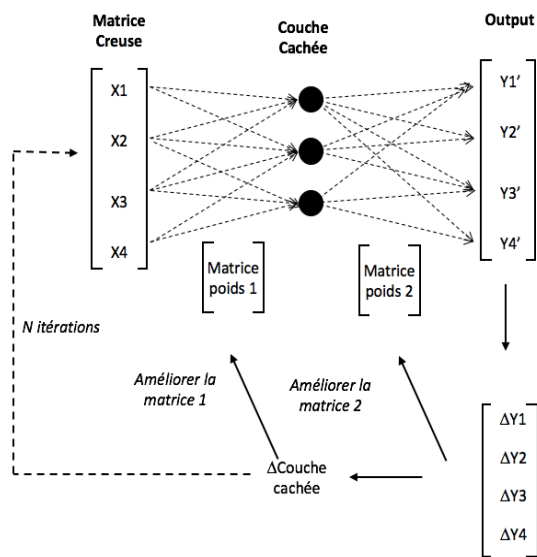 Matrice
Creuse
Couche
Cachée
Output
X1
X2
X3
X4
Y1’
Y2’
Y3’
Y4’
Matrice
poids 1
Matrice
poids 2
N itérations
Améliorer la
matrice 1
Améliorer la
matrice 2
ΔCouche
cachée
ΔY1
ΔY2
ΔY3
ΔY4